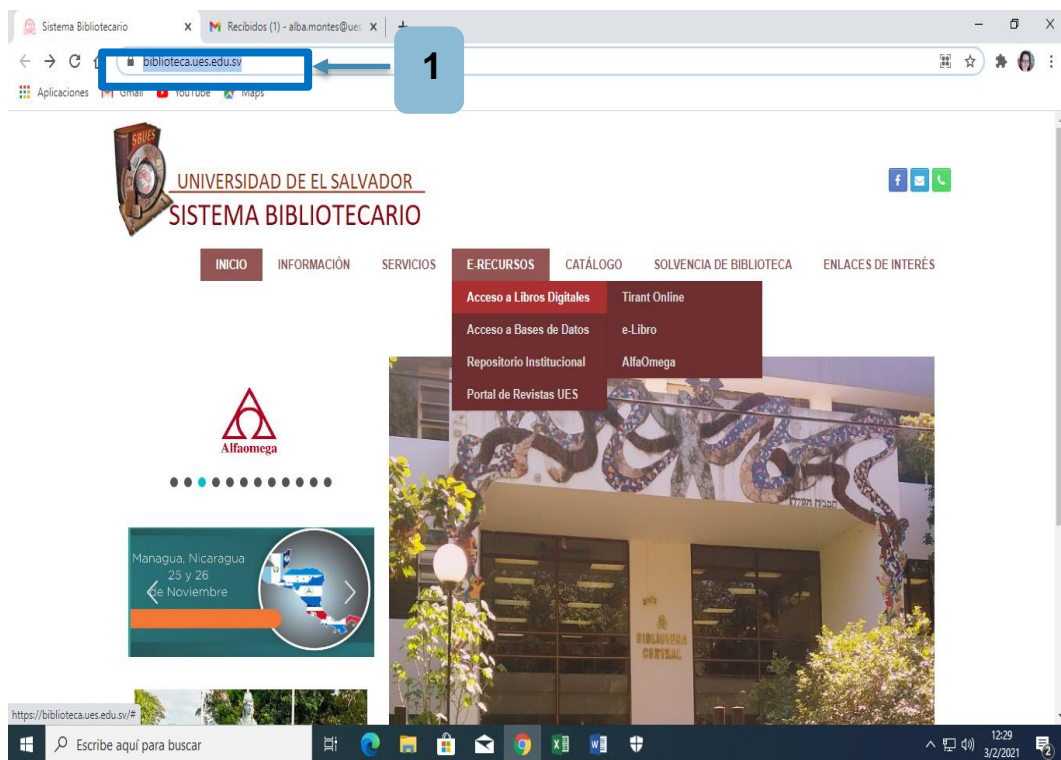 Sistema Bibliotecario
Recibidos (1) - alba.montes@ues
1
biblioteca.ues.edu.sv
Aplicaciones
Gmail
YouTube
Maps
SBUES
UNIVERSIDAD DE EL SALVADOR
SISTEMA BIBLIOTECARIO
INICIO
INFORMACIÓN
SERVICIOS
E-RECURSOS
CATÁLOGO
SOLVENCIA DE BIBLIOTECA
ENLACES DE INTERÉS
Acceso a Libros Digitales
Tirant Online
Acceso a Bases de Datos
e-Libro
Repositorio Institucional
AlfaOmega
Portal de Revistas UES
Alfaomega
Managua, Nicaragua
25 y 26
de Noviembre
BIBLIOTECA
CENTRAL
https://biblioteca.ues.edu.sv/#
Escribe aquí para buscar
12:29
3/2/2021
2